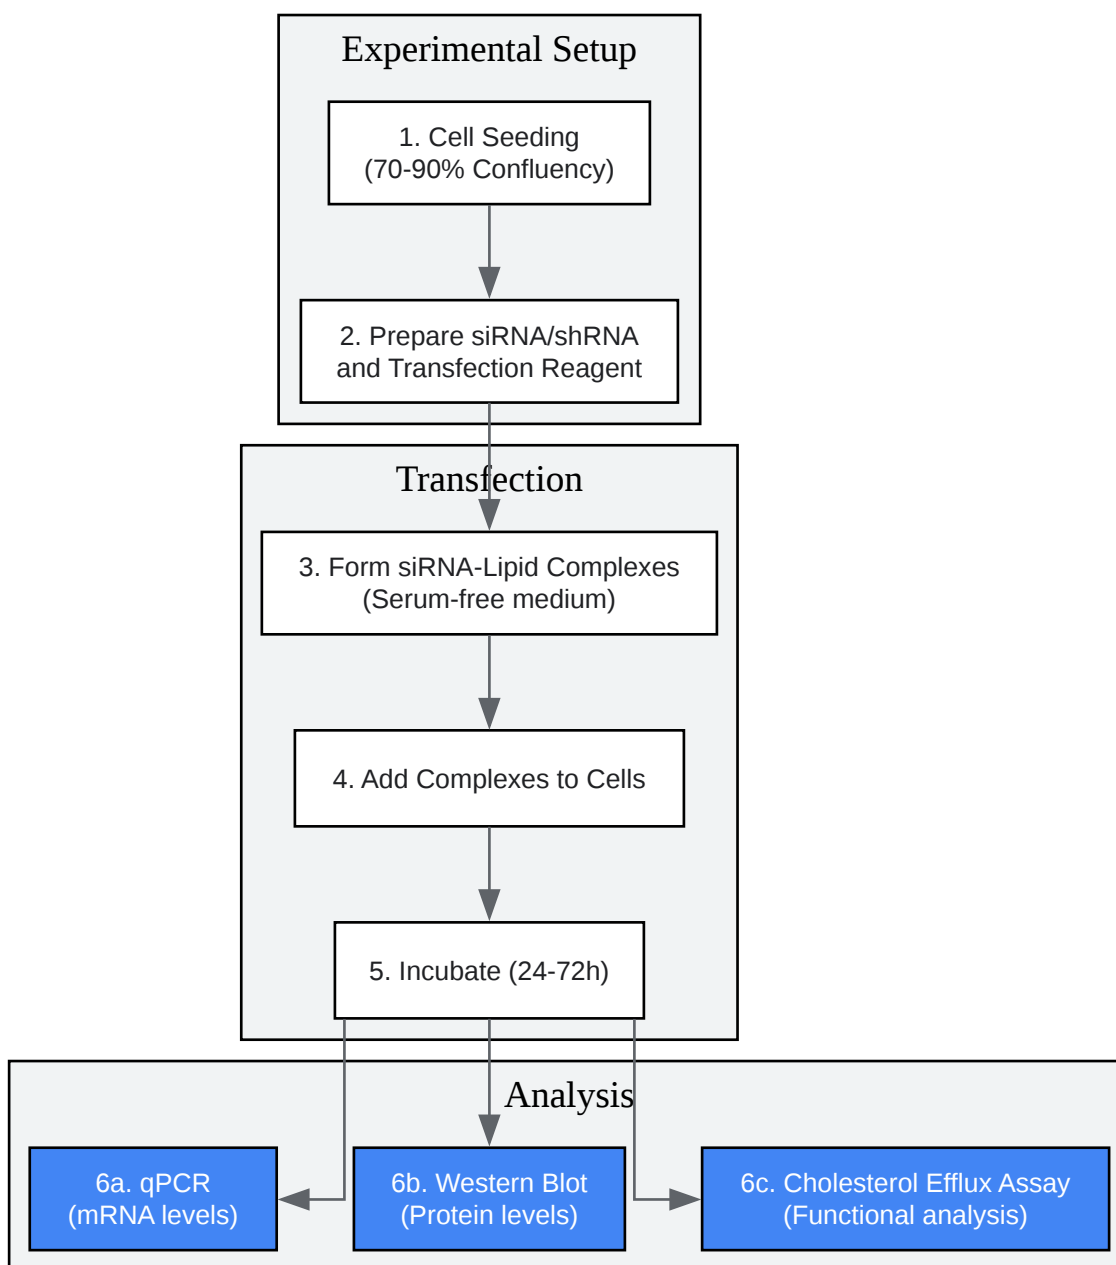 Experimental Setup
1. Cell Seeding
(70-90% Confluency)
2. Prepare siRNA/shRNA
and Transfection Reagent
Transfection
3. Form siRNA-Lipid Complexes
(Serum-free medium)
4. Add Complexes to Cells
5. Incubate (24-72h)
Analysis
6a. qPCR
(mRNA levels)
6b. Western Blot
(Protein levels)
6c. Cholesterol Efflux Assay
(Functional analysis)